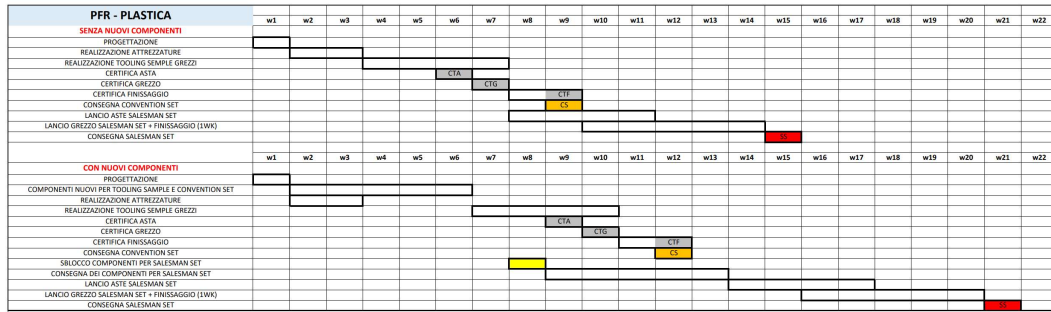 PFR - PLASTICA w1 w2 w3 w4 w5 w6 w7 w8 w9 w10 w11 w12 w13 w14 w15 w16 w17 w18 w19 w20 w21 w22
SENZA NUOVI COMPONENTI
PROGETTAZIONE
REALIZZAZIONE ATTREZZATURE
REALIZZAZIONE TOOLING SEMPLE GREZZI
CERTIFICA ASTA CTA
CERTIFICA GREZZO CTG
CERTIFICA FINISSAGGIO CTF
CONSEGNA CONVENTION SET CS
LANCIO ASTE SALESMAN SET
LANCIO GREZZO SALESMAN SET + FINISSAGGIO (1WK)
CONSEGNA SALESMAN SET SS
w1 w2 w3 w4 w5 w6 w7 w8 w9 w10 w11 w12 w13 w14 w15 w16 w17 w18 w19 w20 w21 w22
CON NUOVI COMPONENTI
PROGETTAZIONE
COMPONENTI NUOVI PER TOOLING SAMPLE E CONVENTION SET
REALIZZAZIONE ATTREZZATURE
REALIZZAZIONE TOOLING SEMPLE GREZZI
CERTIFICA ASTA CTA
CERTIFICA GREZZO CTG
CERTIFICA FINISSAGGIO CTF
CONSEGNA CONVENTION SET CS
SBLOCCO COMPONENTI PER SALESMAN SET
CONSEGNA DEI COMPONENTI PER SALESMAN SET
LANCIO ASTE SALESMAN SET
LANCIO GREZZO SALESMAN SET + FINISSAGGIO (1WK)
CONSEGNA SALESMAN SET SS